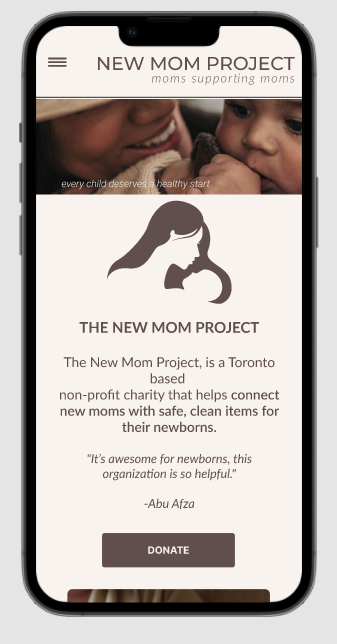 NEW MOM PROJECT
moms supporting moms
every child deserves a healthy start
THE NEW MOM PROJECT
The New Mom Project, is a Toronto
based
non-profit charity that helps connect
new moms with safe, clean items for
their newborns.
"It's awesome for newborns, this
organization is so helpful."
-Abu Afza
DONATE